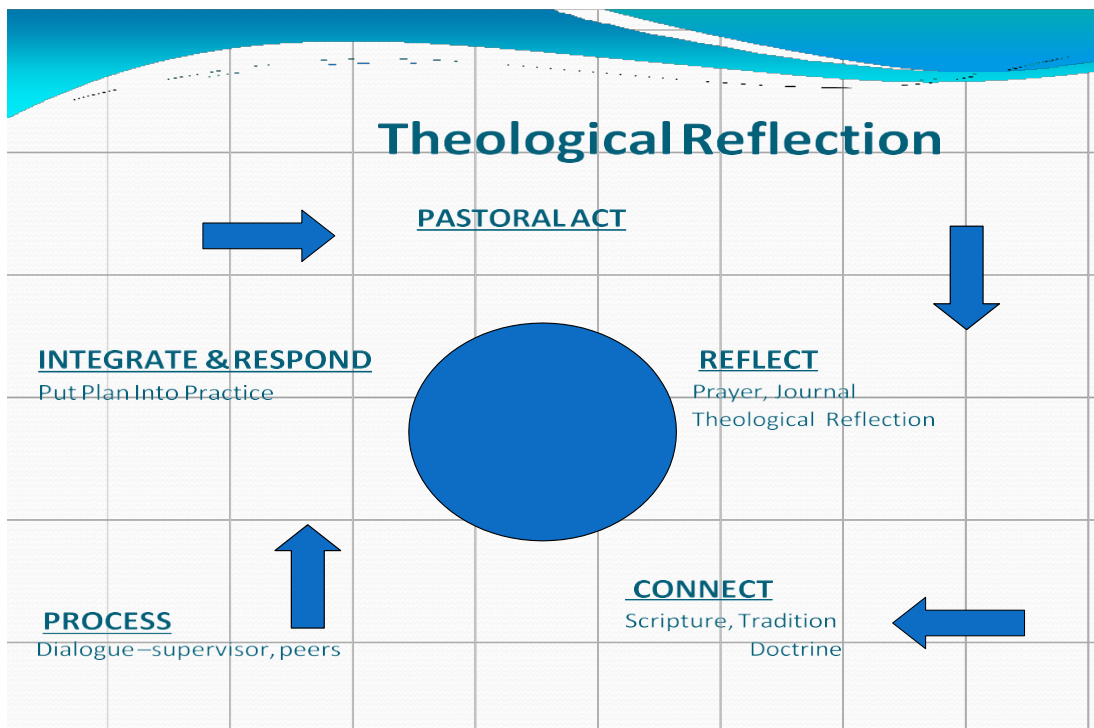 Theological Reflection
PASTORAL ACT
INTEGRATE & RESPOND
Put Plan Into Practice
REFLECT
Prayer, Journal
Theological Reflection
CONNECT
Scripture, Tradition
Doctrine
PROCESS
Dialogue–supervisor, peers